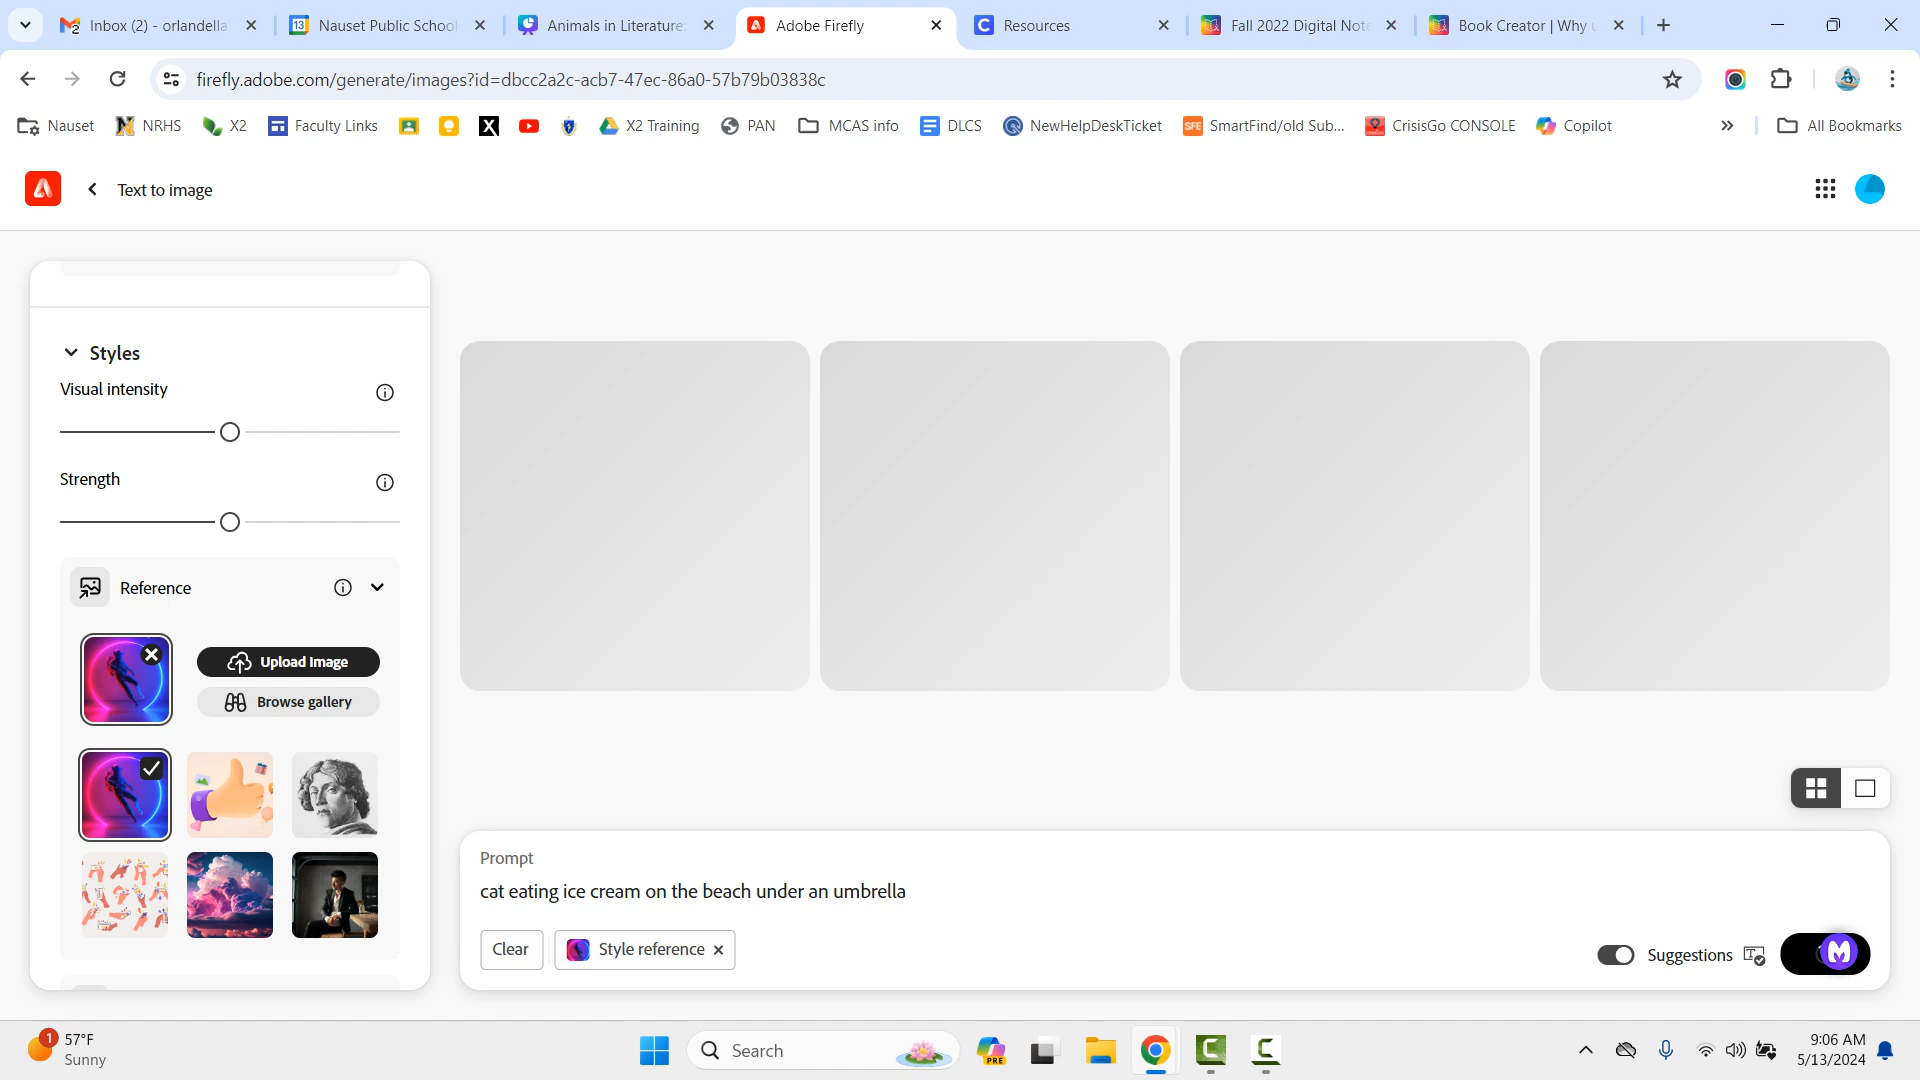 Inbox (2) - orlandella
Nauset Public School
Animals in Literature:
Adobe Firefly
Resources
Fall 2022 Digital Note
Book Creator | Why u
firefly.adobe.com/generate/images?id=dbcc2a2c-acb7-47ec-86a0-57b79b03838c
Nauset
NRHS
X2
Faculty Links
X2 Training
PAN
MCAS info
DLCS
NewHelpDeskTicket
SmartFind/old Sub...
CrisisGo CONSOLE
Copilot
All Bookmarks
Text to image
Styles
Visual intensity
Strength
Reference
Upload Image
Browse gallery
Prompt
cat eating ice cream on the beach under an umbrella
Clear
Style reference
Suggestions
57°F
Sunny
Search
9:06 AM
5/13/2024